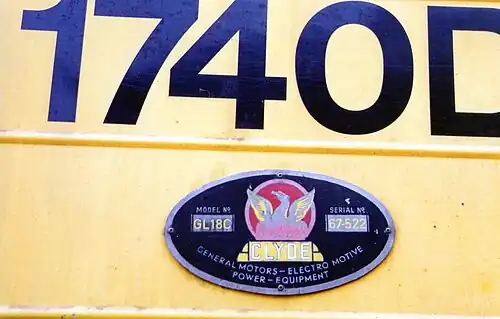 1740D
MODEL Nº
GL18C
SERIAL Nº
67-522
CLYDE
GENERAL MOTORS – ELECTRO MOTIVE
POWER – EQUIPMENT